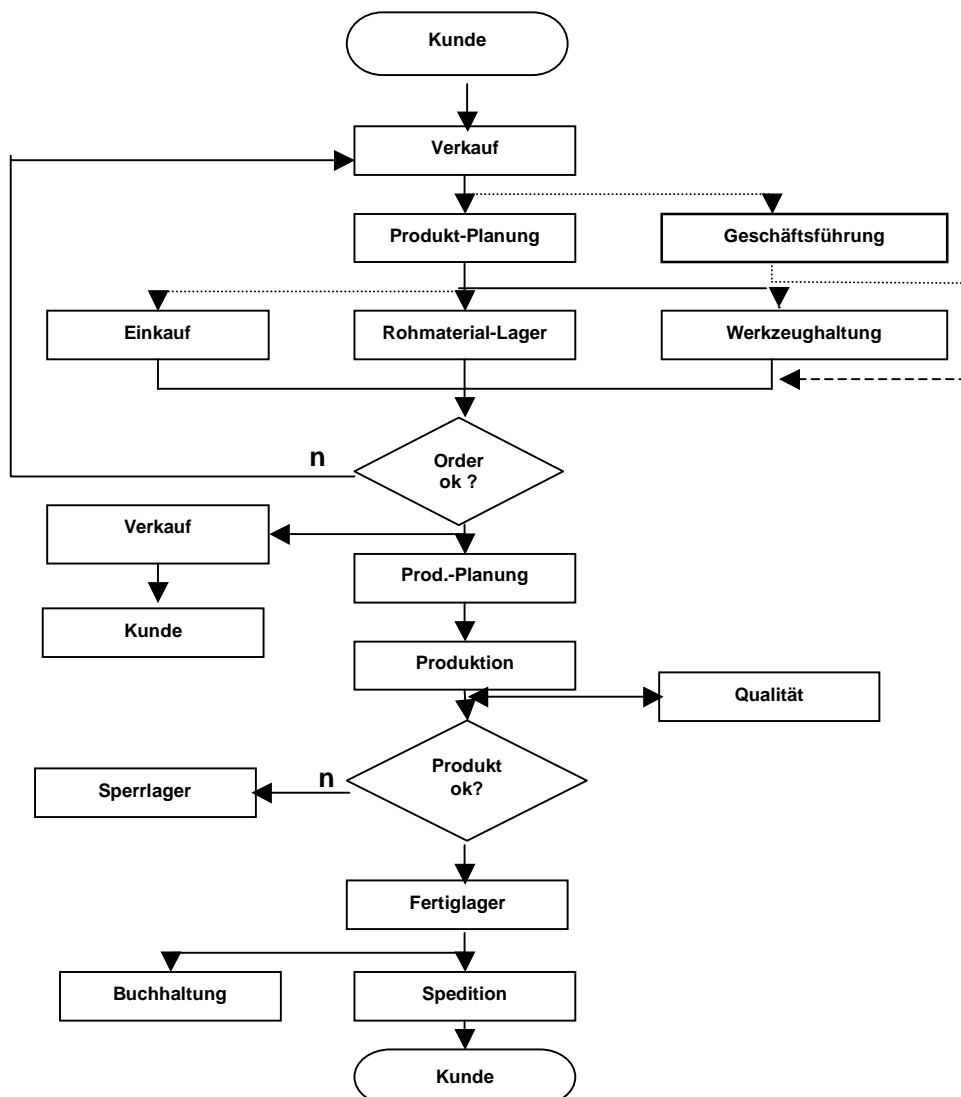 Kunde
Verkauf
Produkt-Planung
Geschäftsführung
Einkauf
Rohmaterial-Lager
Werkzeughaltung
n
Order
ok ?
Verkauf
Prod.-Planung
Kunde
Produktion
Qualität
Produkt
ok?
n
Sperrlager
Fertiglager
Buchhaltung
Spedition
Kunde